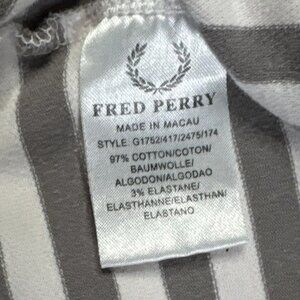 FRED PERRY
MADE IN MACAU
STYLE: G1752/417/2475/174
97% COTTON/COTON/
BAUMWOLLE/
ALGODON/ALGODAO
3% ELASTANE/
ELASTHANNE/ELASTHAN/
ELASTANO